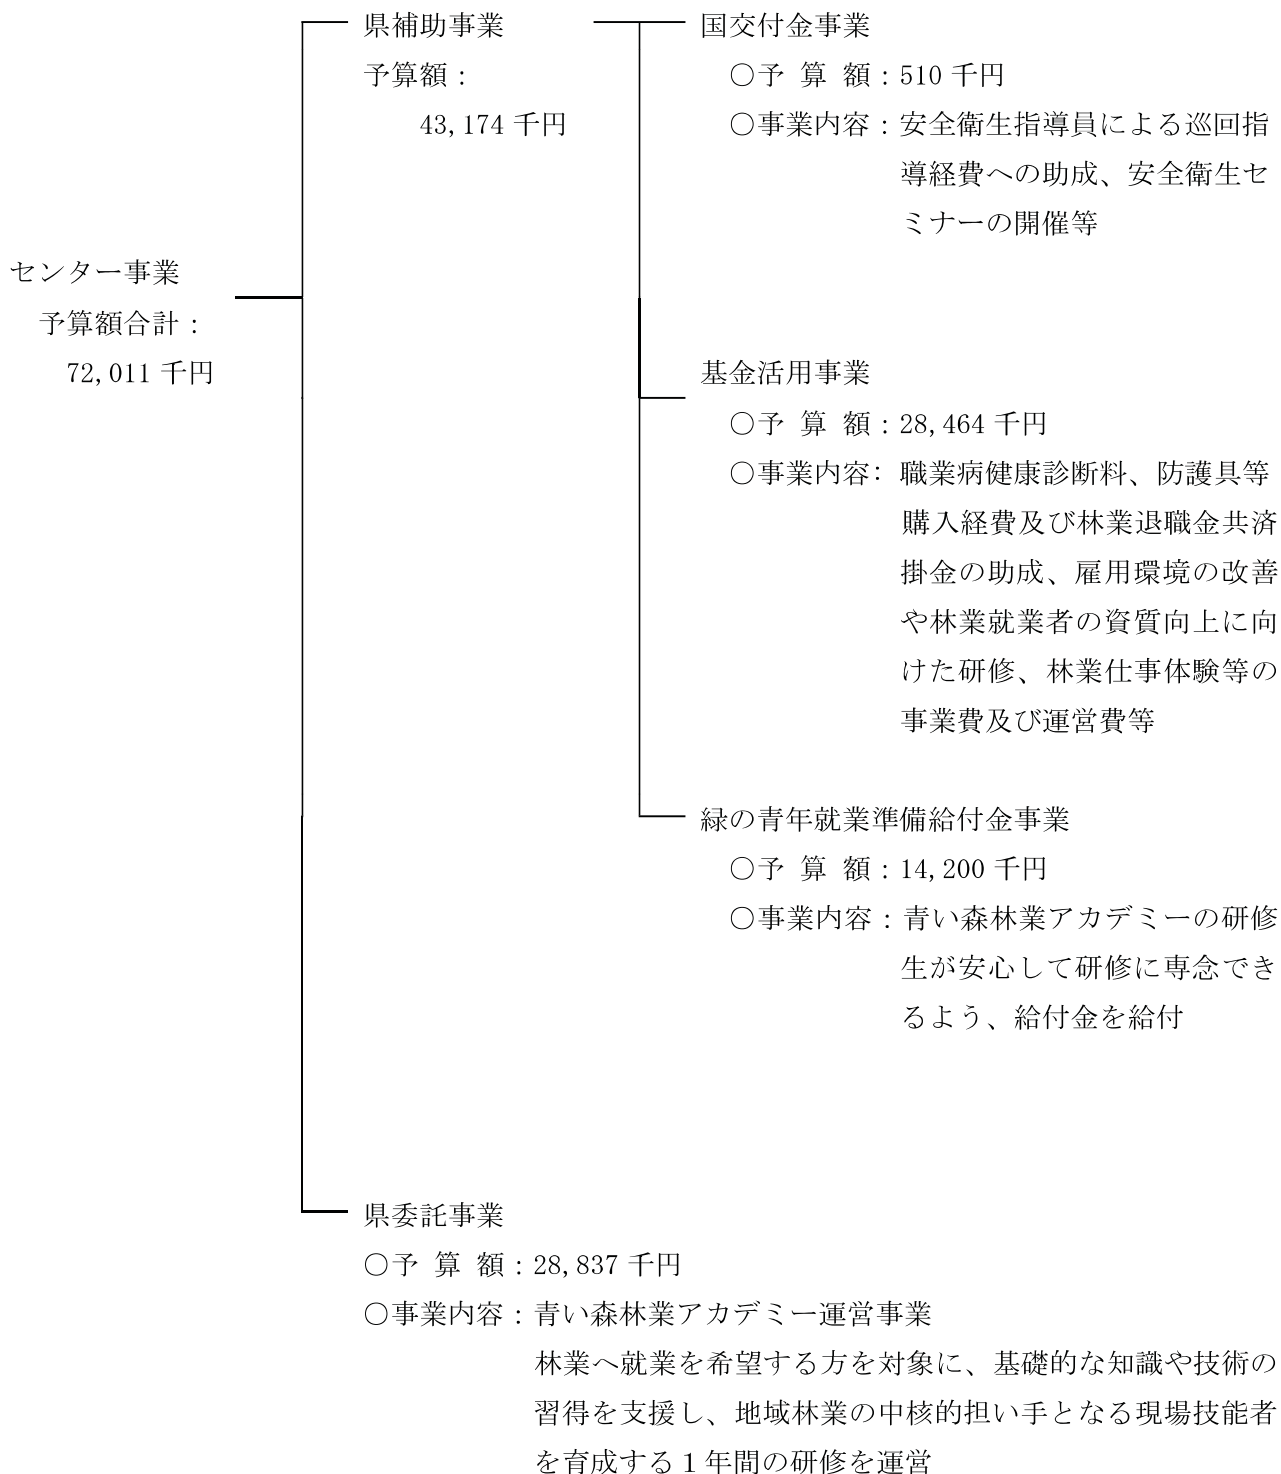 センター事業
予算額合計：
72,011 千円
県補助事業
予算額：
43,174 千円
国交付金事業
○予 算 額：510 千円
○事業内容：安全衛生指導員による巡回指
導経費への助成、安全衛生セ
ミナーの開催等
基金活用事業
○予 算 額：28,464 千円
○事業内容：職業病健康診断料、防護具等
購入経費及び林業退職金共済
掛金の助成、雇用環境の改善
や林業就業者の資質向上に向
けた研修、林業仕事体験等の
事業費及び運営費等
緑の青年就業準備給付金事業
○予 算 額：14,200 千円
○事業内容：青い森林業アカデミーの研修
生が安心して研修に専念でき
るよう、給付金を給付
県委託事業
○予 算 額：28,837 千円
○事業内容：青い森林業アカデミー運営事業
林業へ就業を希望する方を対象に、基礎的な知識や技術の
習得を支援し、地域林業の中核的担い手となる現場技能者
を育成する１年間の研修を運営